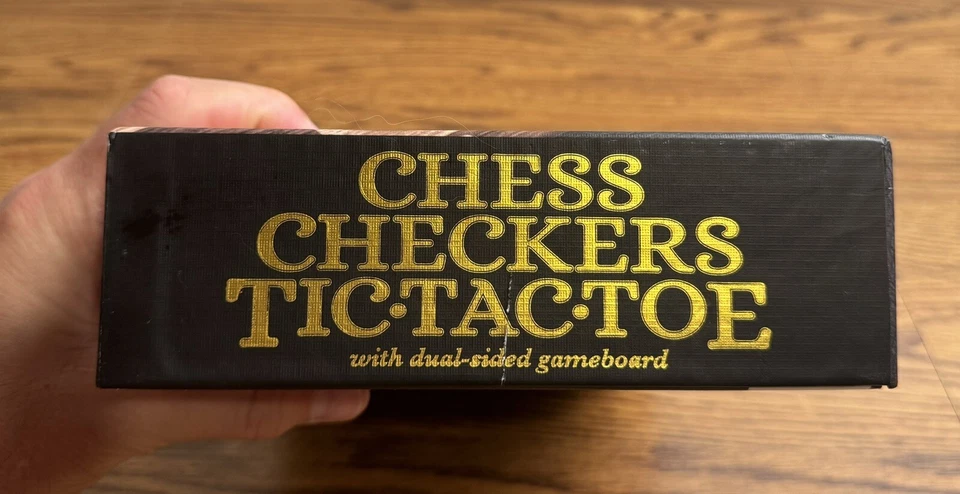 CHESS
CHECKERS
TIC•TAC•TOE
with dual-sided gameboard